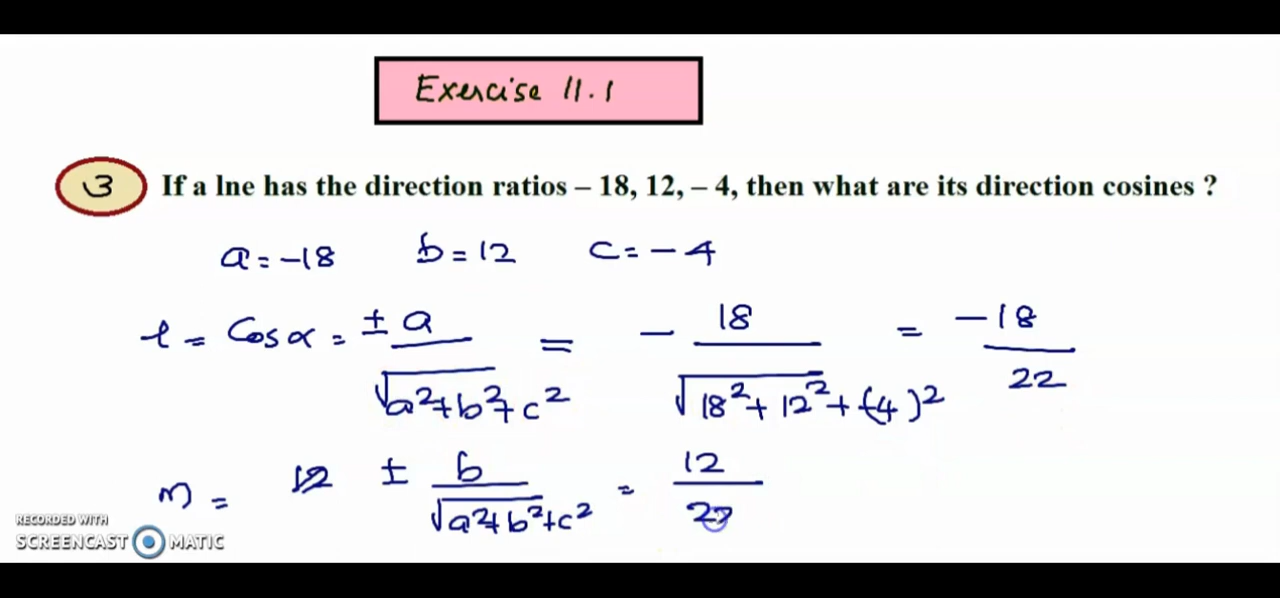 Exercise 11.1
3 If a lne has the direction ratios – 18, 12, – 4, then what are its direction cosines ?
a = -18 b = 12 c = - 4
l = Cos α = ± a / √a²+b²+c² = - 18 / √18²+12²+(-4)² = -18 / 22
m = ± b / √a²+b²+c² = 12 / 22
RECORDED WITH
SCREENCAST MATIC